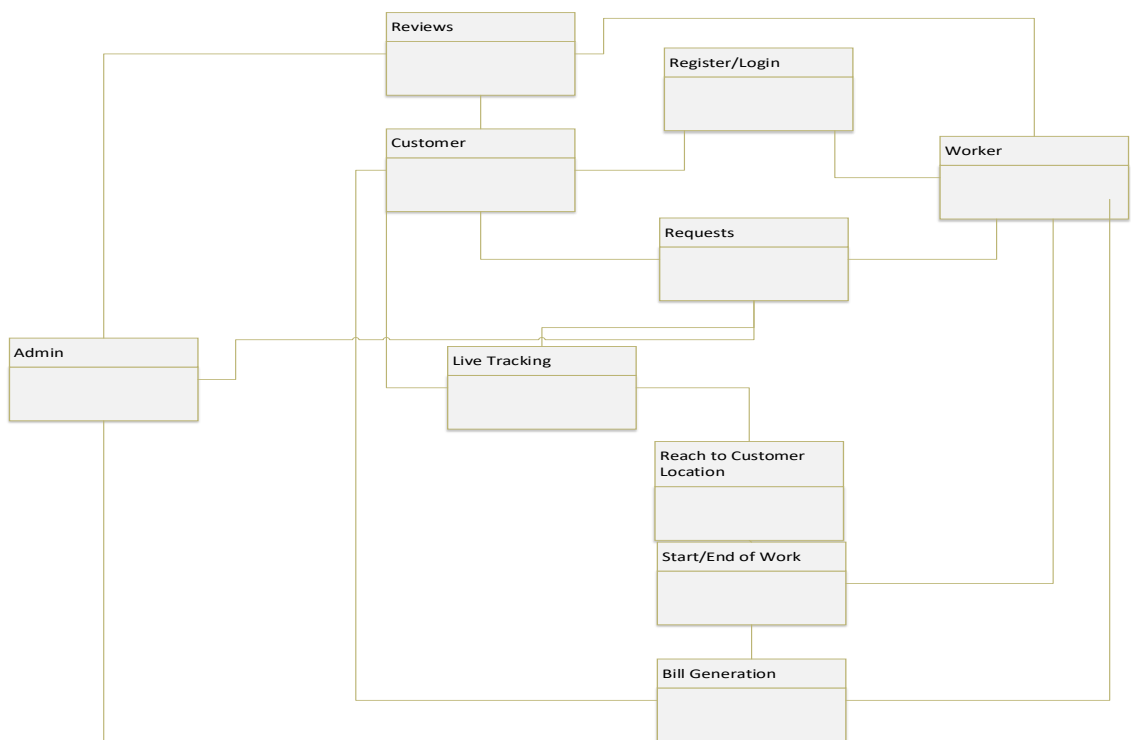 Reviews
Register/Login
Customer
Worker
Requests
Admin
Live Tracking
Reach to Customer
Location
Start/End of Work
Bill Generation